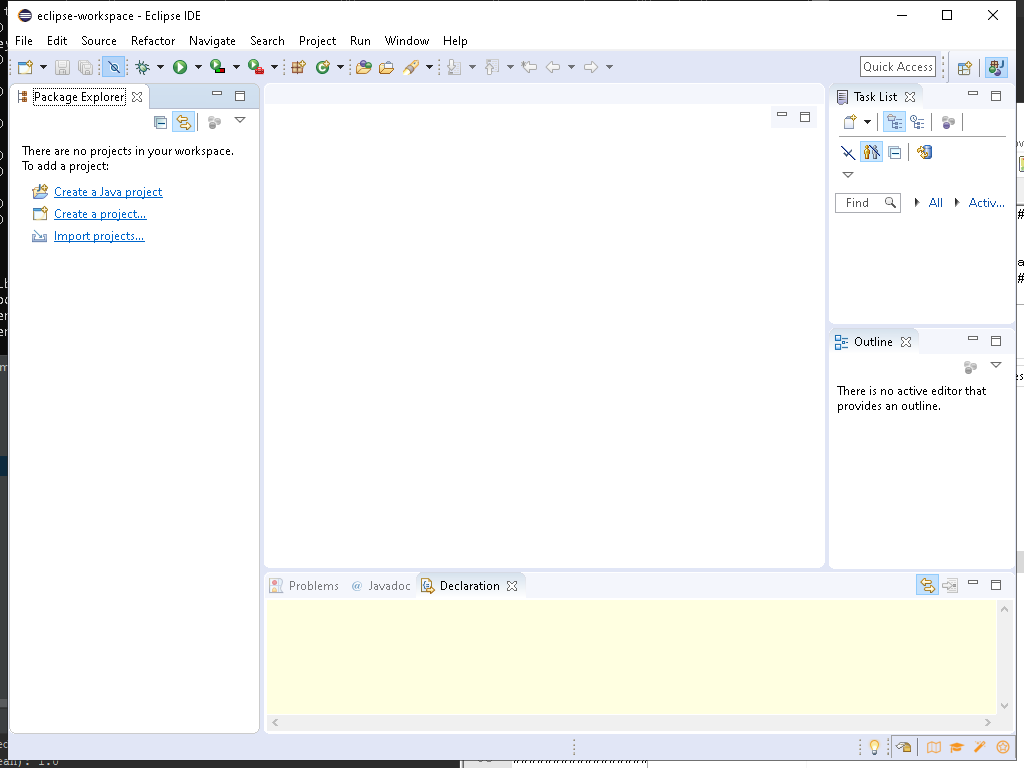 eclipse-workspace - Eclipse IDE
File Edit Source Refactor Navigate Search Project Run Window Help
Quick Access
Package Explorer
There are no projects in your workspace.
To add a project:
Create a Java project
Create a project...
Import projects...
Task List
Find All Activ...
Outline
There is no active editor that
provides an outline.
Problems @ Javadoc Declaration